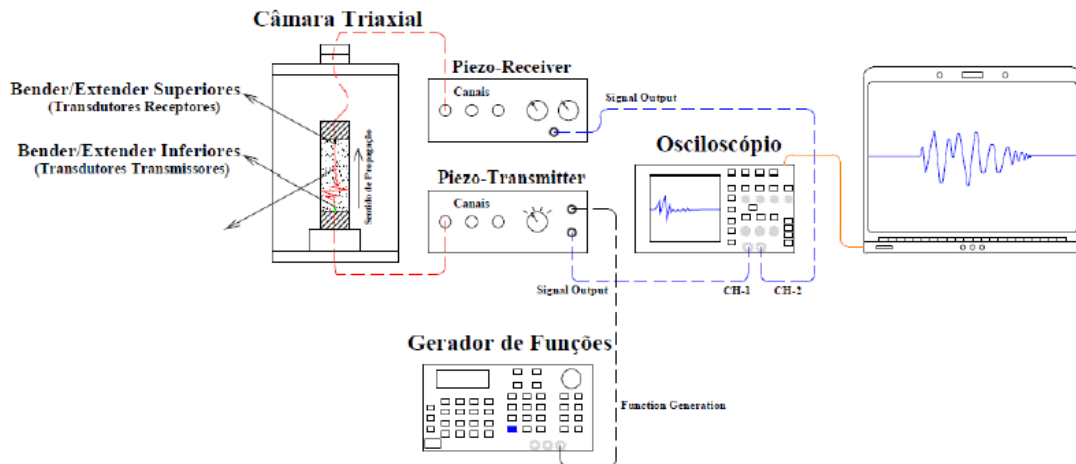 Câmara Triaxial
Bender/Extender Superiores
(Transdutores Receptores)
Bender/Extender Inferiores
(Transdutores Transmissores)
Sentido de Propagação
Piezo-Receiver
Canais
Signal Output
Piezo-Transmitter
Canais
Signal Output
Osciloscópio
CH-1
CH-2
Gerador de Funções
Function Generation